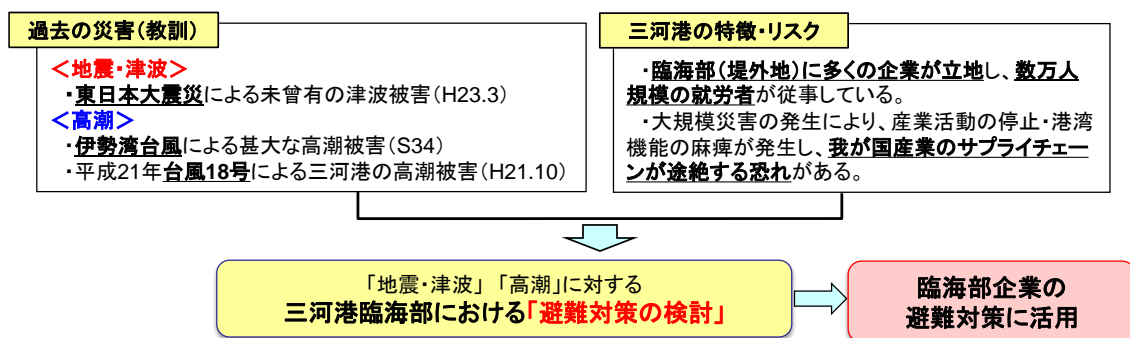 過去の災害(教訓)
<地震・津波>
・東日本大震災による未曾有の津波被害(H23.3)
<高潮>
・伊勢湾台風による甚大な高潮被害(S34)
・平成21年台風18号による三河港の高潮被害(H21.10)
三河港の特徴・リスク
・臨海部(堤外地)に多くの企業が立地し、数万人
規模の就労者が従事している。
・大規模災害の発生により、産業活動の停止・港湾
機能の麻痺が発生し、我が国産業のサプライチェー
ンが途絶する恐れがある。
「地震・津波」「高潮」に対する
三河港臨海部における「避難対策の検討」
臨海部企業の
避難対策に活用